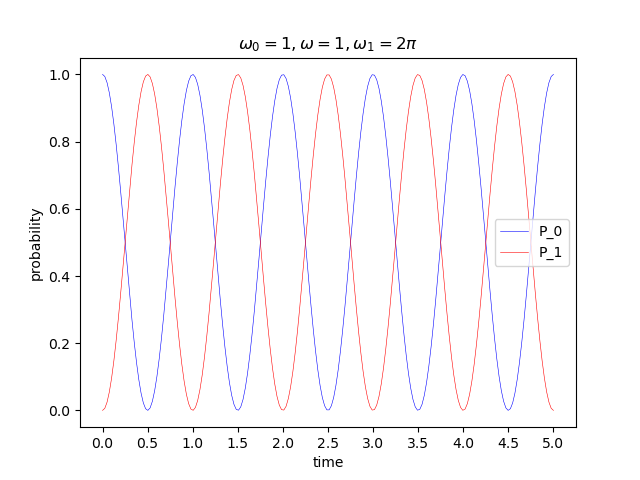 ω₀ = 1, ω = 1, ω₁ = 2π
1.0
0.8
0.6
0.4
0.2
0.0
probability
P_0
P_1
0.0 0.5 1.0 1.5 2.0 2.5 3.0 3.5 4.0 4.5 5.0
time